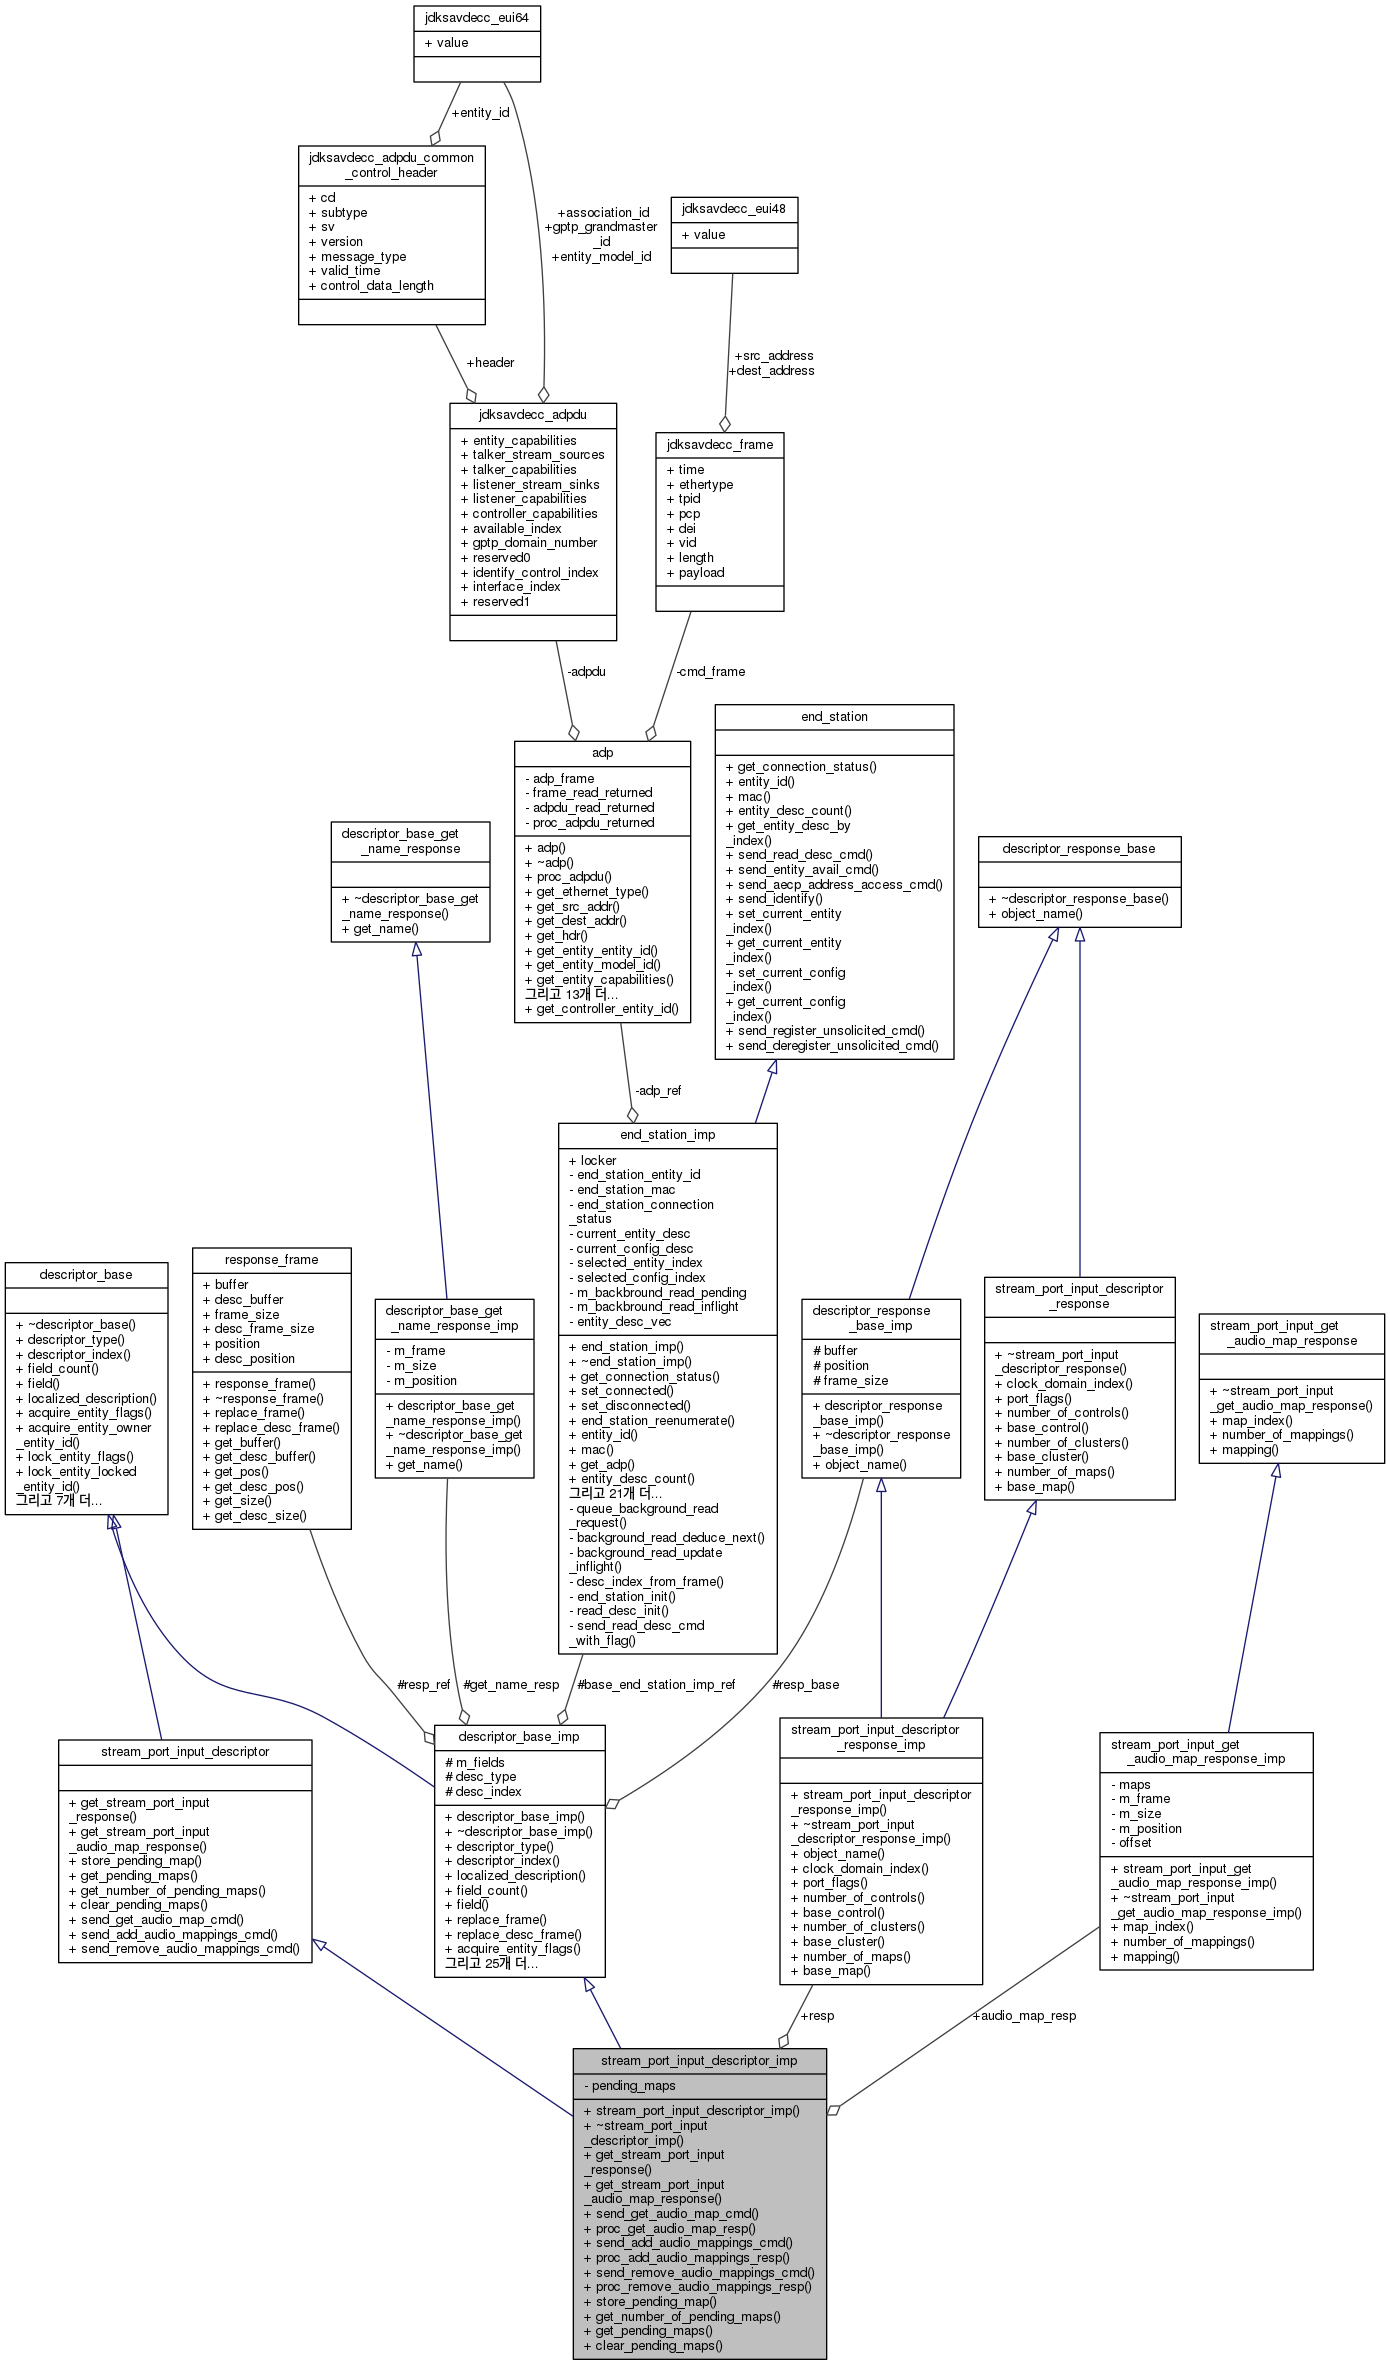 jdksavdecc_eui64
+ value
+entity_id
jdksavdecc_adpdu_common
_control_header
+ cd
+ subtype
+ sv
+ version
+ message_type
+ valid_time
+ control_data_length
+association_id
+gptp_grandmaster
_id
+entity_model_id
jdksavdecc_eui48
+ value
+header
+src_address
+dest_address
jdksavdecc_adpdu
+ entity_capabilities
+ talker_stream_sources
+ talker_capabilities
+ listener_stream_sinks
+ listener_capabilities
+ controller_capabilities
+ available_index
+ gptp_domain_number
+ reserved0
+ identify_control_index
+ interface_index
+ reserved1
jdksavdecc_frame
+ time
+ ethertype
+ tpid
+ pcp
+ dei
+ vid
+ length
+ payload
-adpdu
-cmd_frame
adp
- adp_frame
- frame_read_returned
- adpdu_read_returned
- proc_adpdu_returned
+ adp()
+ ~adp()
+ proc_adpdu()
+ get_ethernet_type()
+ get_src_addr()
+ get_dest_addr()
+ get_hdr()
+ get_entity_entity_id()
+ get_entity_model_id()
+ get_entity_capabilities()
그리고 13개 더...
+ get_controller_entity_id()
end_station
+ get_connection_status()
+ entity_id()
+ mac()
+ entity_desc_count()
+ get_entity_desc_by
_index()
+ send_read_desc_cmd()
+ send_entity_avail_cmd()
+ send_aecp_address_access_cmd()
+ send_identify()
+ set_current_entity
_index()
+ get_current_entity
_index()
+ set_current_config
_index()
+ get_current_config
_index()
+ send_register_unsolicited_cmd()
+ send_deregister_unsolicited_cmd()
descriptor_base_get
_name_response
+ ~descriptor_base_get
_name_response()
+ get_name()
descriptor_response_base
+ ~descriptor_response_base()
+ object_name()
-adp_ref
end_station_imp
+ locker
- end_station_entity_id
- end_station_mac
- end_station_connection
_status
- current_entity_desc
- current_config_desc
- selected_entity_index
- selected_config_index
- m_backbround_read_pending
- m_backbround_read_inflight
- entity_desc_vec
+ end_station_imp()
+ ~end_station_imp()
+ get_connection_status()
+ set_connected()
+ set_disconnected()
+ end_station_reenumerate()
+ entity_id()
+ mac()
+ get_adp()
+ entity_desc_count()
그리고 21개 더...
- queue_background_read
_request()
- background_read_deduce_next()
- background_read_update
_inflight()
- desc_index_from_frame()
- end_station_init()
- read_desc_init()
- send_read_desc_cmd
_with_flag()
descriptor_base
+ ~descriptor_base()
+ descriptor_type()
+ descriptor_index()
+ field_count()
+ field()
+ localized_description()
+ acquire_entity_flags()
+ acquire_entity_owner
_entity_id()
+ lock_entity_flags()
+ lock_entity_locked
_entity_id()
그리고 7개 더...
response_frame
+ buffer
+ desc_buffer
+ frame_size
+ desc_frame_size
+ position
+ desc_position
+ response_frame()
+ ~response_frame()
+ replace_frame()
+ replace_desc_frame()
+ get_buffer()
+ get_desc_buffer()
+ get_pos()
+ get_desc_pos()
+ get_size()
+ get_desc_size()
descriptor_base_get
_name_response_imp
- m_frame
- m_size
- m_position
+ descriptor_base_get
_name_response_imp()
+ ~descriptor_base_get
_name_response_imp()
+ get_name()
descriptor_response
_base_imp
# buffer
# position
# frame_size
+ descriptor_response
_base_imp()
+ ~descriptor_response
_base_imp()
+ object_name()
stream_port_input_descriptor
_response
+ ~stream_port_input
_descriptor_response()
+ clock_domain_index()
+ port_flags()
+ number_of_controls()
+ base_control()
+ number_of_clusters()
+ base_cluster()
+ number_of_maps()
+ base_map()
stream_port_input_get
_audio_map_response
+ ~stream_port_input
_get_audio_map_response()
+ map_index()
+ number_of_mappings()
+ mapping()
#resp_ref
#get_name_resp
#base_end_station_imp_ref
#resp_base
stream_port_input_descriptor
+ get_stream_port_input
_response()
+ get_stream_port_input
_audio_map_response()
+ store_pending_map()
+ get_pending_maps()
+ get_number_of_pending_maps()
+ clear_pending_maps()
+ send_get_audio_map_cmd()
+ send_add_audio_mappings_cmd()
+ send_remove_audio_mappings_cmd()
descriptor_base_imp
# m_fields
# desc_type
# desc_index
+ descriptor_base_imp()
+ ~descriptor_base_imp()
+ descriptor_type()
+ descriptor_index()
+ localized_description()
+ field_count()
+ field()
+ replace_frame()
+ replace_desc_frame()
+ acquire_entity_flags()
그리고 25개 더...
stream_port_input_descriptor
_response_imp
+ stream_port_input_descriptor
_response_imp()
+ ~stream_port_input
_descriptor_response_imp()
+ object_name()
+ clock_domain_index()
+ port_flags()
+ number_of_controls()
+ base_control()
+ number_of_clusters()
+ base_cluster()
+ number_of_maps()
+ base_map()
stream_port_input_get
_audio_map_response_imp
- maps
- m_frame
- m_size
- m_position
- offset
+ stream_port_input_get
_audio_map_response_imp()
+ ~stream_port_input
_get_audio_map_response_imp()
+ map_index()
+ number_of_mappings()
+ mapping()
+resp
+audio_map_resp
stream_port_input_descriptor_imp
- pending_maps
+ stream_port_input_descriptor_imp()
+ ~stream_port_input
_descriptor_imp()
+ get_stream_port_input
_response()
+ get_stream_port_input
_audio_map_response()
+ send_get_audio_map_cmd()
+ proc_get_audio_map_resp()
+ send_add_audio_mappings_cmd()
+ proc_add_audio_mappings_resp()
+ send_remove_audio_mappings_cmd()
+ proc_remove_audio_mappings_resp()
+ store_pending_map()
+ get_number_of_pending_maps()
+ get_pending_maps()
+ clear_pending_maps()